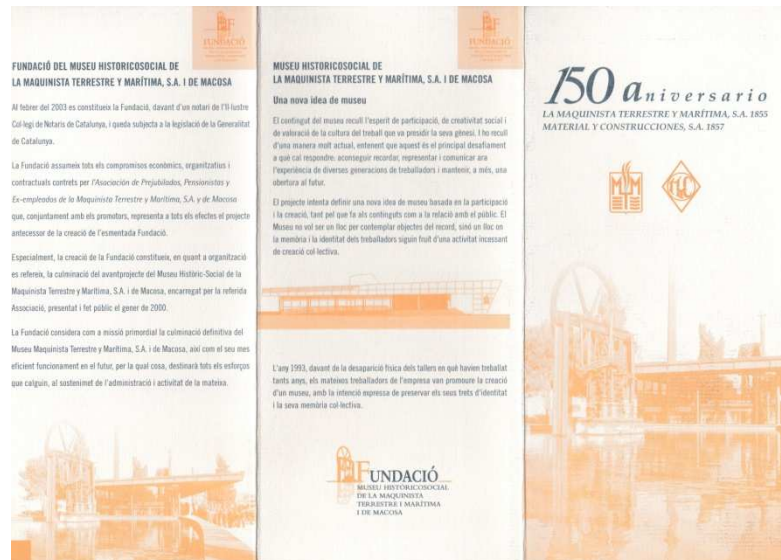 FUNDACIÓ
FUNDACIÓ DEL MUSEU HISTORICOSOCIAL DE
LA MAQUINISTA TERRESTRE Y MARÍTIMA, S.A. I DE MACOSA
Al febrer del 2003 es constitueix la Fundació, davant d'un notari de l'Il·lustre
Col·legi de Notaris de Catalunya, i queda subjecta a la legislació de la Generalitat
de Catalunya.
La Fundació assumeix tots els compromisos econòmics, organitzatius i
contractuals contrets per l'Asociación de Prejubilados, Pensionistas y
Ex-empleados de la Maquinista Terrestre y Marítima, S.A. y de Macosa
que, conjuntament amb els promotors, representa a tots els efectes el projecte
antecessor de la creació de l'esmentada Fundació.
Especialment, la creació de la Fundació constitueix, en quant a organització
es refereix, la culminació del avantprojecte del Museu Històric-Social de la
Maquinista Terrestre y Marítima, S.A. i de Macosa, encarregat per la referida
Associació, presentat i fet públic el gener de 2000.
La Fundació considera com a missió primordial la culminació definitiva del
Museu Maquinista Terrestre y Marítima, S.A. i de Macosa, així com el seu mes
eficient funcionament en el futur, per la qual cosa, destinarà tots els esforços
que calguin, al sosteniment de l'administració i activitat de la mateixa.
FUNDACIÓ
MUSEU HISTORICOSOCIAL DE
LA MAQUINISTA TERRESTRE Y MARÍTIMA, S.A. I DE MACOSA
Una nova idea de museu
El contingut del museu recull l'esperit de participació, de creativitat social i
de valoració de la cultura del treball que va presidir la seva gènesi. I ho recull
d'una manera molt actual, entenent que aquest és el principal desafiament
a què cal respondre: aconseguir recordar, representar i comunicar ara
l'experiència de diverses generacions de treballadors i mantenir, a més, una
obertura al futur.
El projecte intenta definir una nova idea de museu basada en la participació
i la creació, tant pel que fa als continguts com a la relació amb el públic. El
Museu no vol ser un lloc per contemplar objectes del record, sinó un lloc on
la memòria i la identitat dels treballadors siguin fruit d'una activitat incessant
de creació col·lectiva.
L'any 1993, davant de la desaparició física dels tallers en què havien treballat
tants anys, els mateixos treballadors de l'empresa van promoure la creació
d'un museu, amb la intenció expressa de preservar els seus trets d'identitat
i la seva memòria col·lectiva.
FUNDACIÓ
MUSEU HISTÒRICOSOCIAL
DE LA MAQUINISTA
TERRESTRE I MARÍTIMA
I DE MACOSA
150 aniversario
LA MAQUINISTA TERRESTRE Y MARÍTIMA, S.A. 1855
MATERIAL Y CONSTRUCCIONES, S.A. 1857